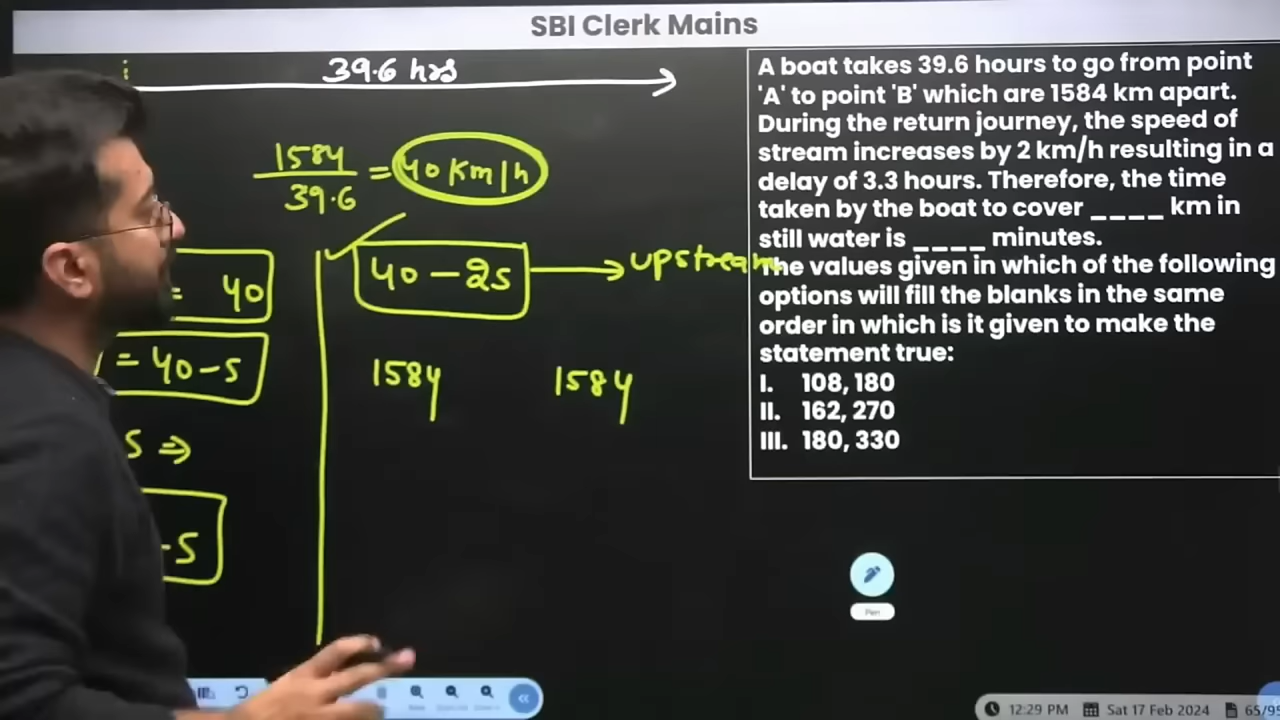 SBI Clerk Mains
39.6 hrs
1584
39.6
= 40 Km/h
= 40
= 40-s
s ⇒
-s
40-2s → upstream
1584 1584
A boat takes 39.6 hours to go from point
'A' to point 'B' which are 1584 km apart.
During the return journey, the speed of
stream increases by 2 km/h resulting in a
delay of 3.3 hours. Therefore, the time
taken by the boat to cover ____ km in
still water is ____ minutes.
The values given in which of the following
options will fill the blanks in the same
order in which is it given to make the
statement true:
I. 108, 180
II. 162, 270
III. 180, 330
Pen
12:29 PM Sat 17 Feb 2024 65/95